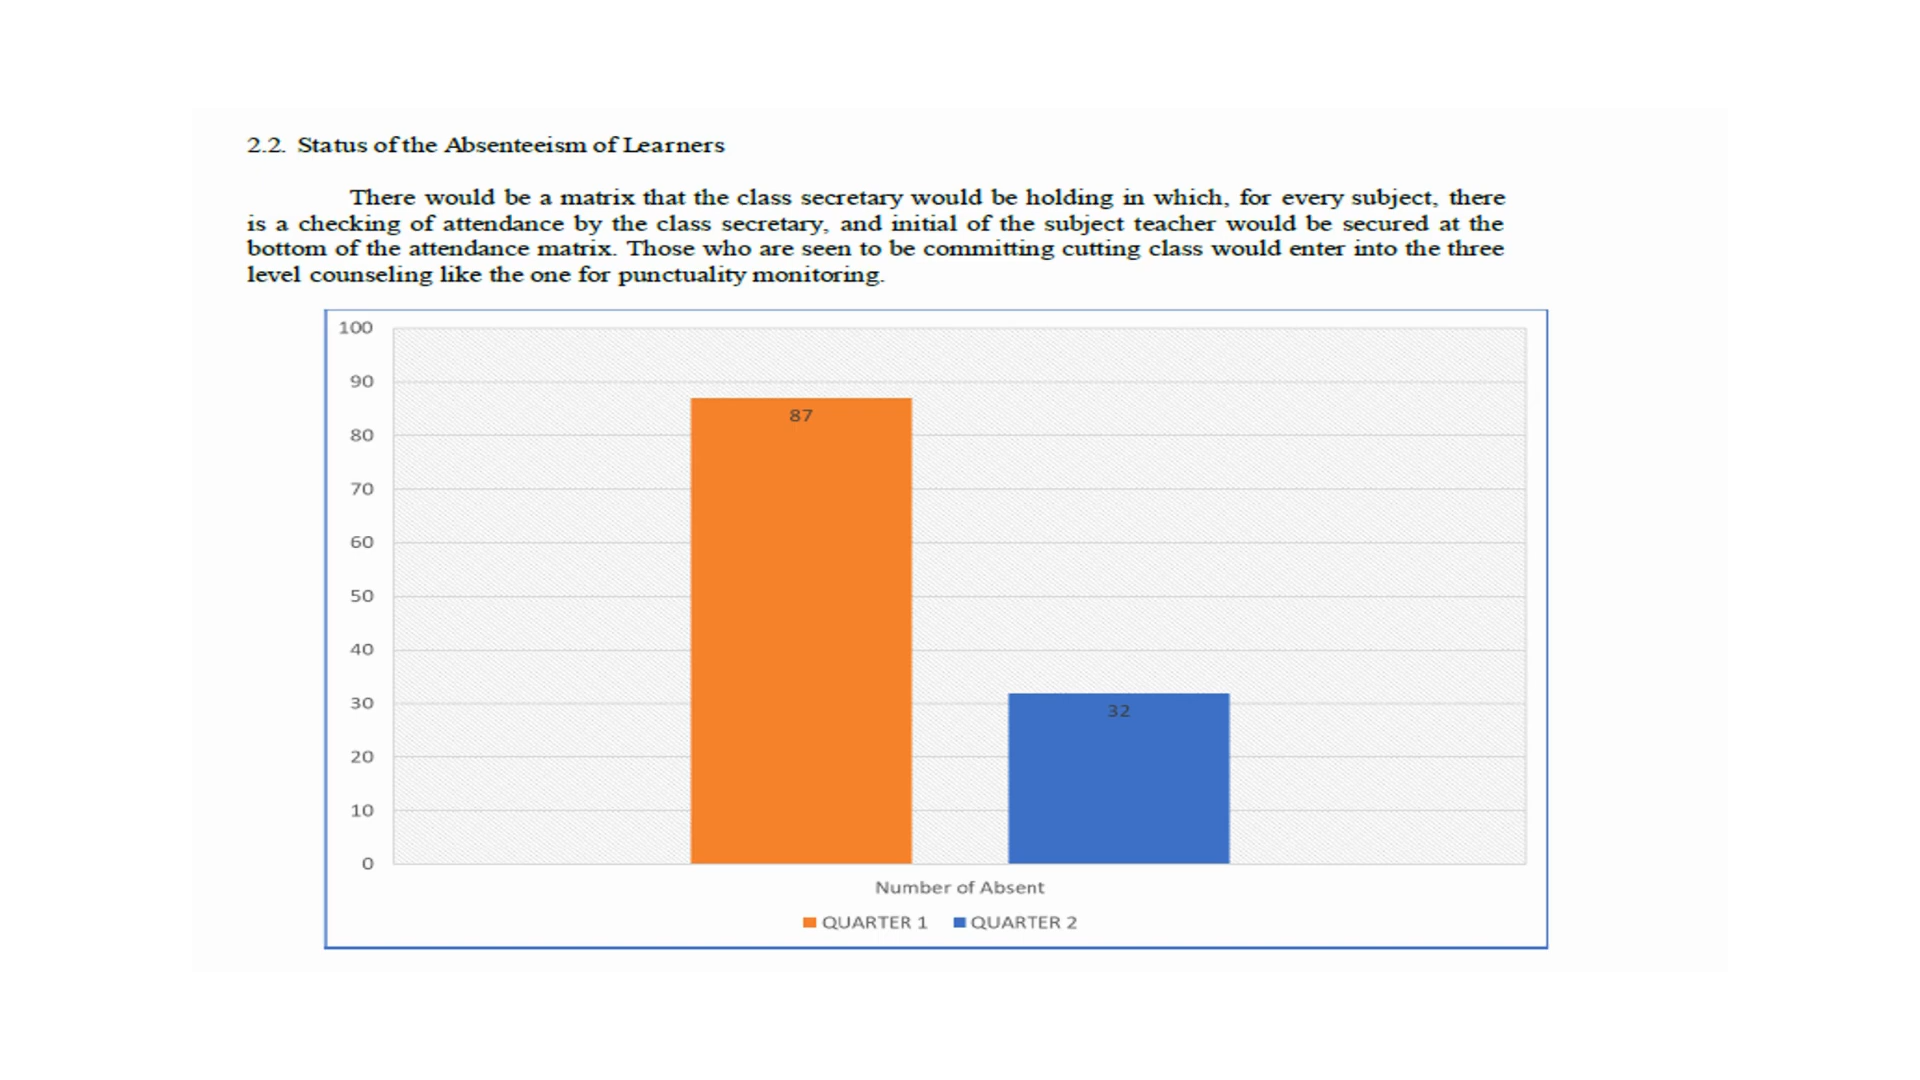 2.2. Status of the Absenteeism of Learners
There would be a matrix that the class secretary would be holding in which, for every subject, there
is a checking of attendance by the class secretary, and initial of the subject teacher would be secured at the
bottom of the attendance matrix. Those who are seen to be committing cutting class would enter into the three
level counseling like the one for punctuality monitoring.
100
90
80
70
60
50
40
30
20
10
0
87
32
Number of Absent
QUARTER 1 QUARTER 2